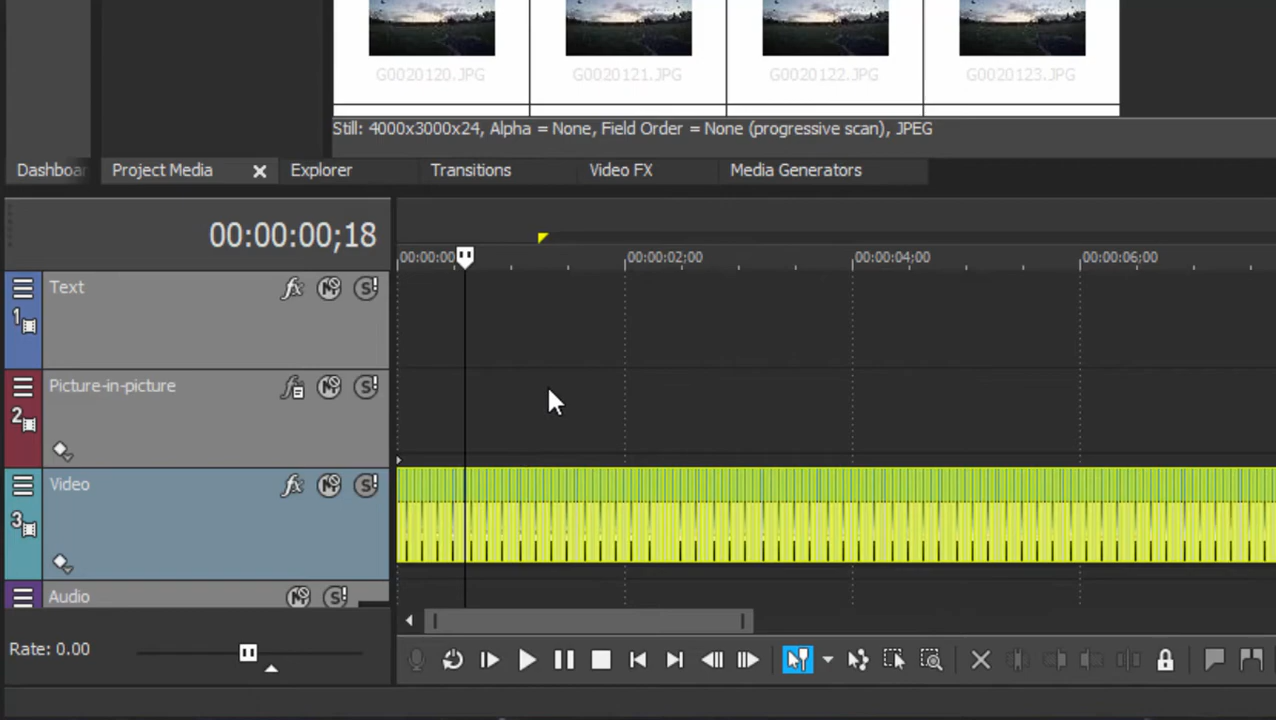 G0020120.JPG G0020121.JPG G0020122.JPG G0020123.JPG
Still: 4000x3000x24, Alpha = None, Field Order = None (progressive scan), JPEG
Dashboar Project Media Explorer Transitions Video FX Media Generators
00:00:00;18
00:00:00 00:00:02;00 00:00:04;00 00:00:06;00
Text fx M S!
1
Picture-in-picture fx M S!
2
Video fx M S!
3
Audio M S!
Rate: 0.00